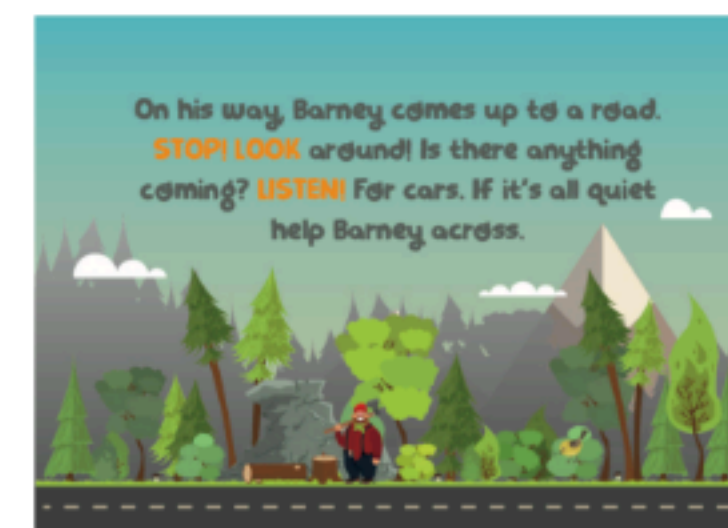 On his way, Barney comes up to a road.
STOP! LOOK around! Is there anything
coming? LISTEN! For cars. If it's all quiet
help Barney across.